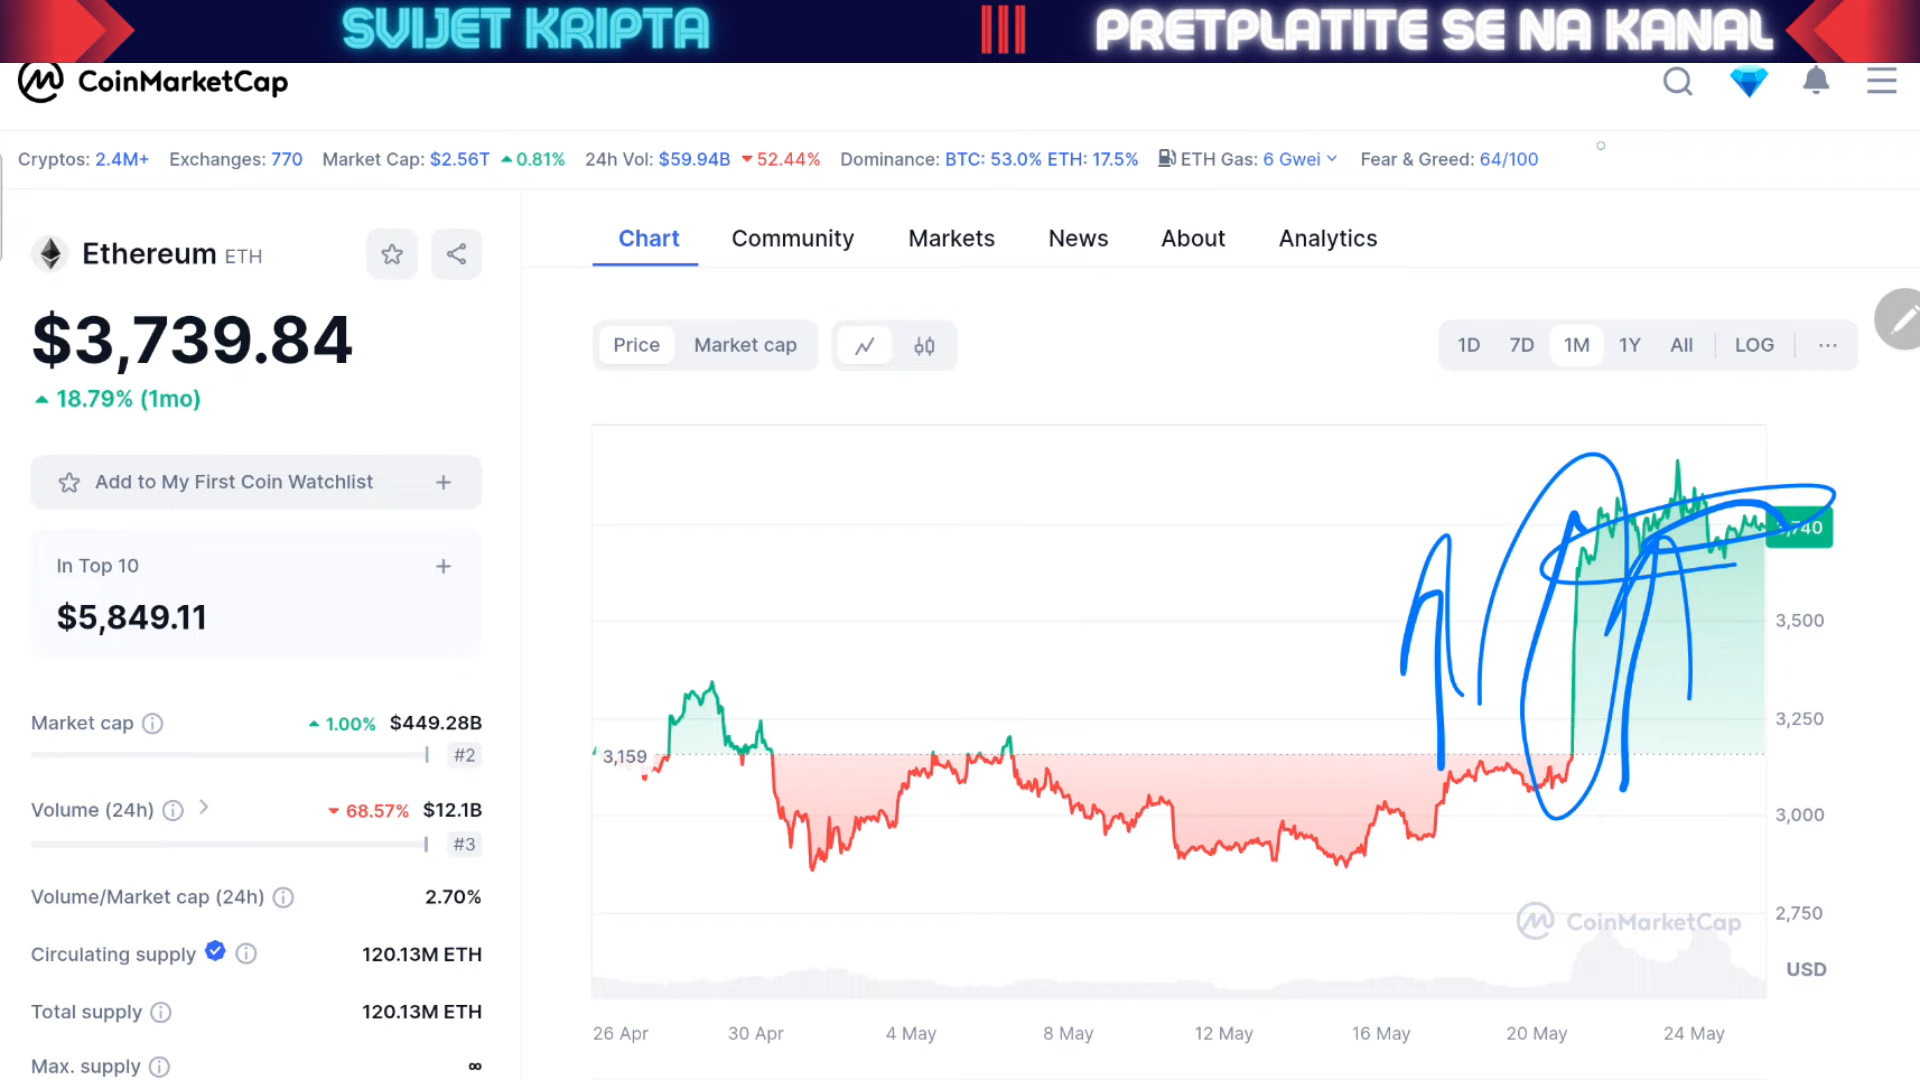 SVIJET KRIPTA
PRETPLATITE SE NA KANAL
CoinMarketCap
Cryptos: 2.4M+ Exchanges: 770 Market Cap: $2.56T 0.81% 24h Vol: $59.94B 52.44% Dominance: BTC: 53.0% ETH: 17.5% ETH Gas: 6 Gwei Fear & Greed: 64/100
Chart Community Markets News About Analytics
Ethereum ETH
$3,739.84
18.79% (1mo)
Price Market cap
1D 7D 1M 1Y All LOG ...
Add to My First Coin Watchlist +
In Top 10 +
$5,849.11
Market cap 1.00% $449.28B
#2
Volume (24h) 68.57% $12.1B
#3
Volume/Market cap (24h) 2.70%
Circulating supply 120.13M ETH
Total supply 120.13M ETH
Max. supply ∞
3,740
3,500
3,250
3,159
3,000
2,750
CoinMarketCap
USD
26 Apr 30 Apr 4 May 8 May 12 May 16 May 20 May 24 May